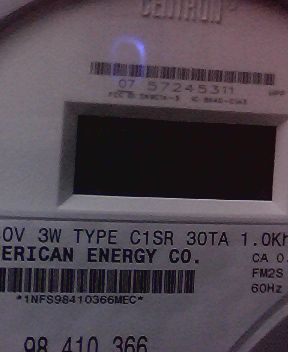 CENTRON®
07 57245311
0V 3W TYPE C1SR 30TA 1.0Kh
ERICAN ENERGY CO.
CA 0.
FM2S
*1NFS98410366MEC*
60Hz
98 410 366